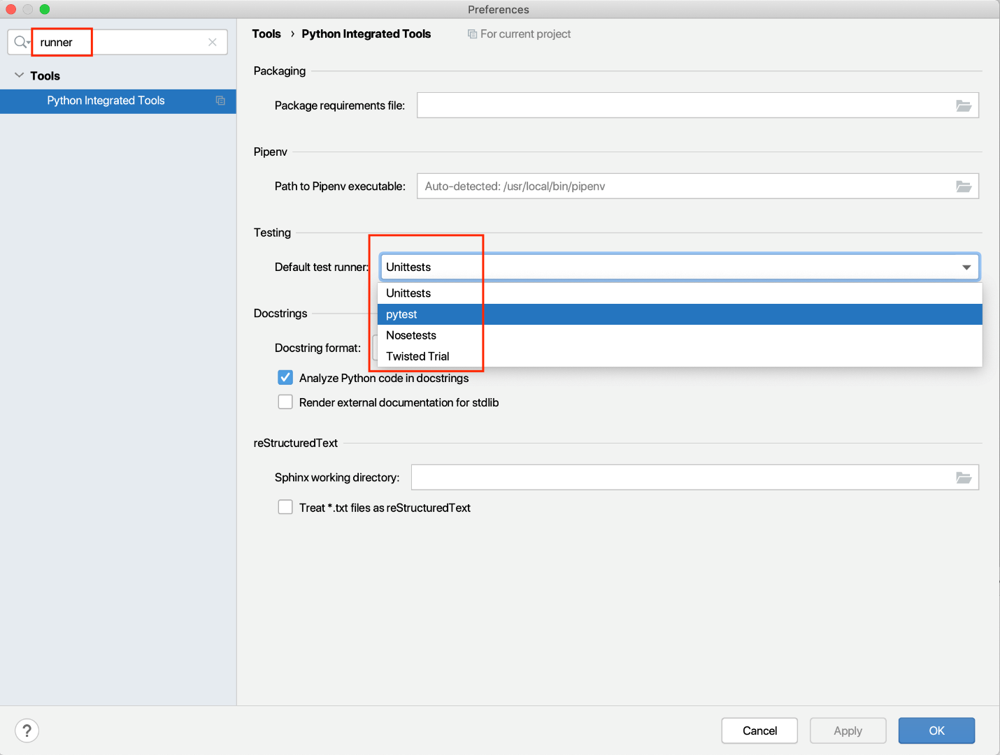 Preferences
runner
Tools
Python Integrated Tools
Tools › Python Integrated Tools For current project
Packaging
Package requirements file:
Pipenv
Path to Pipenv executable: Auto-detected: /usr/local/bin/pipenv
Testing
Default test runner: Unittests
Unittests
pytest
Nosetests
Twisted Trial
Docstrings
Docstring format:
Analyze Python code in docstrings
Render external documentation for stdlib
reStructuredText
Sphinx working directory:
Treat *.txt files as reStructuredText
? Cancel Apply OK